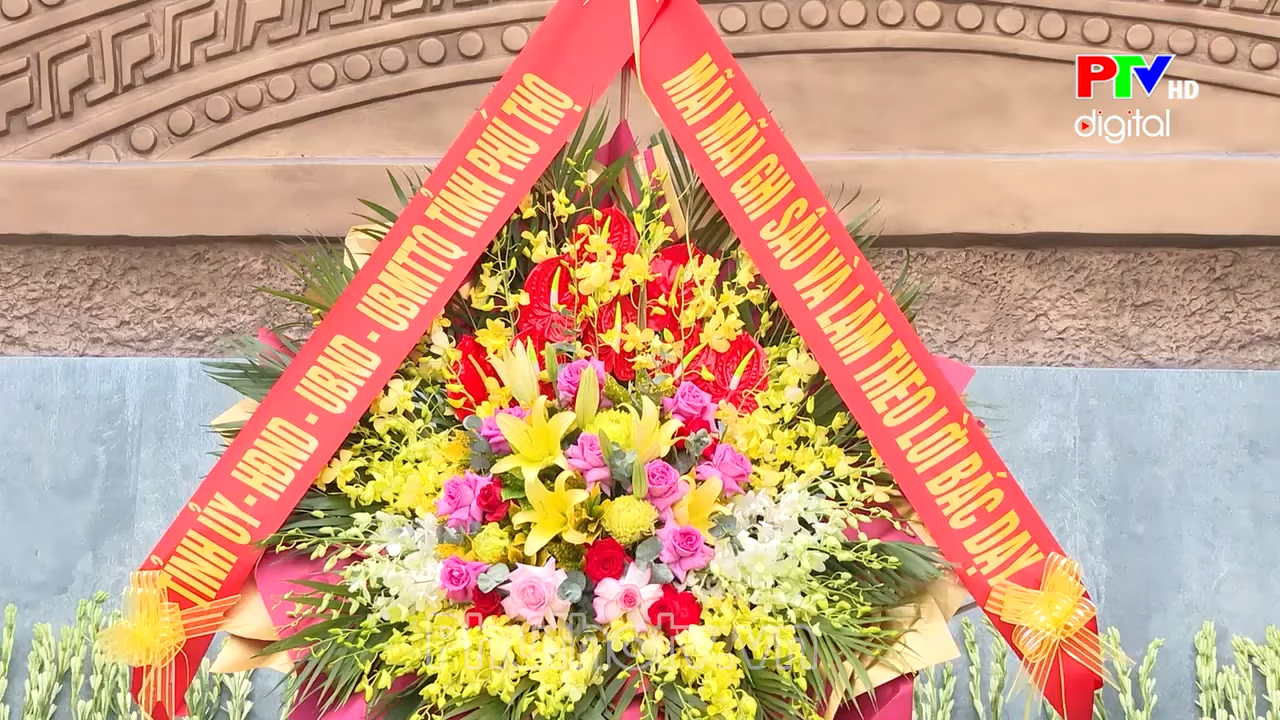 PTV HD
digital
TỈNH ỦY - HĐND - UBND - UBMTTQ TỈNH PHÚ THỌ
MÃI MÃI GHI SÂU VÀ LÀM THEO LỜI BÁC DẠY